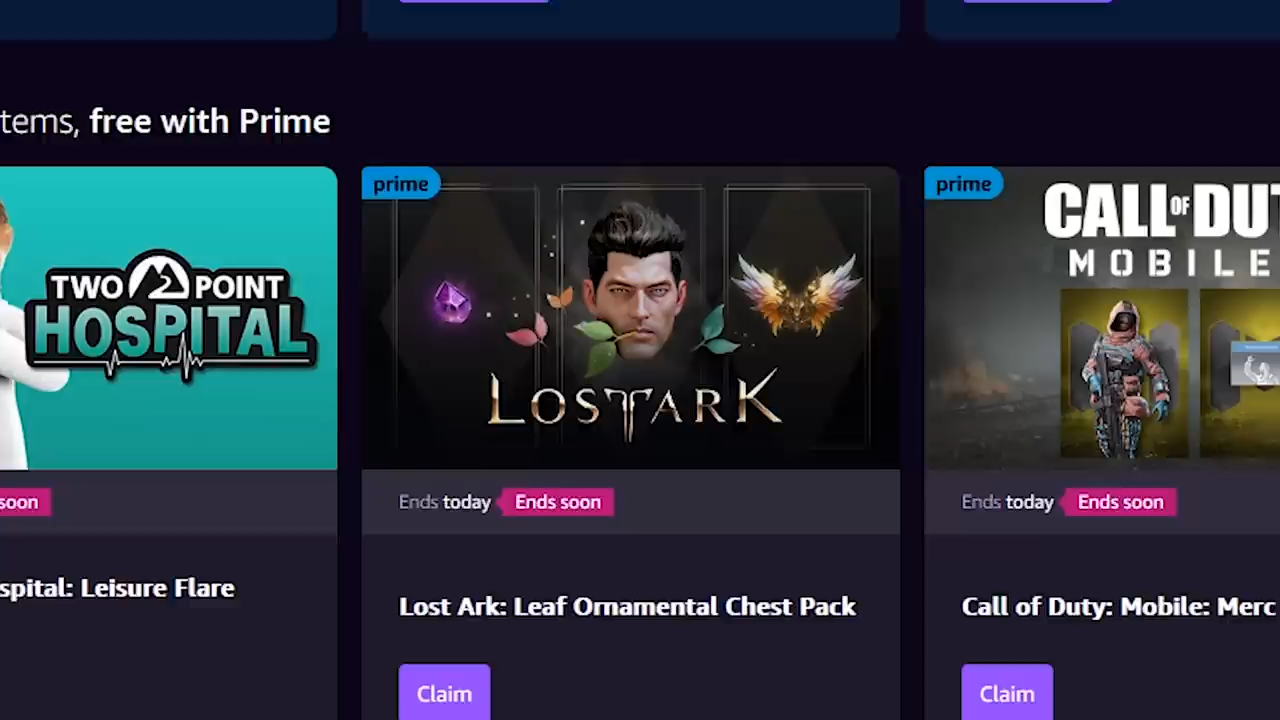 tems, free with Prime
TWO POINT
HOSPITAL
soon
spital: Leisure Flare
prime
LOST ARK
Ends today Ends soon
Lost Ark: Leaf Ornamental Chest Pack
Claim
prime
CALL OF DUT
MOBILE
Ends today Ends soon
Call of Duty: Mobile: Merc
Claim